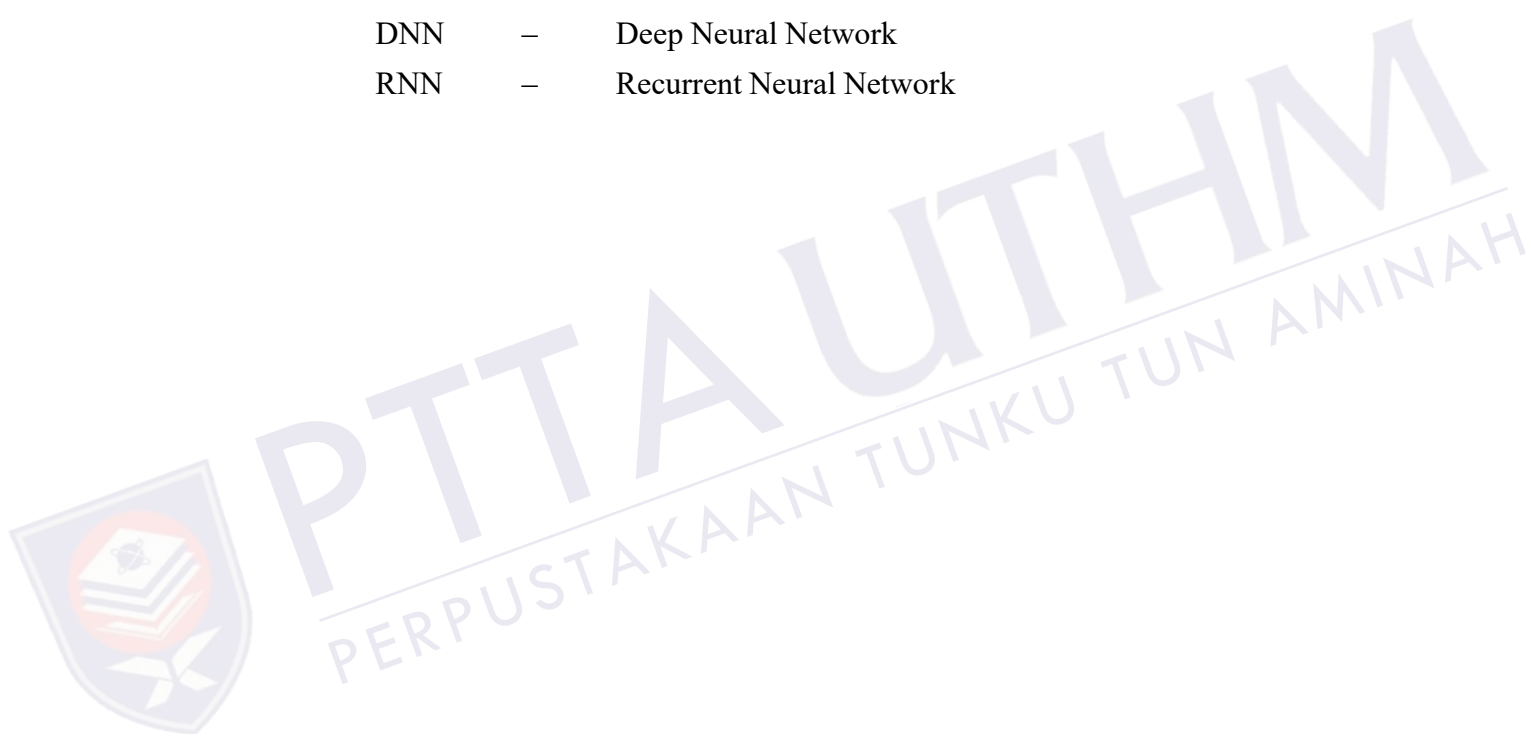 DNN – Deep Neural Network
RNN – Recurrent Neural Network
PTTA UTHM
PERPUSTAKAAN TUNKU TUN AMINAH